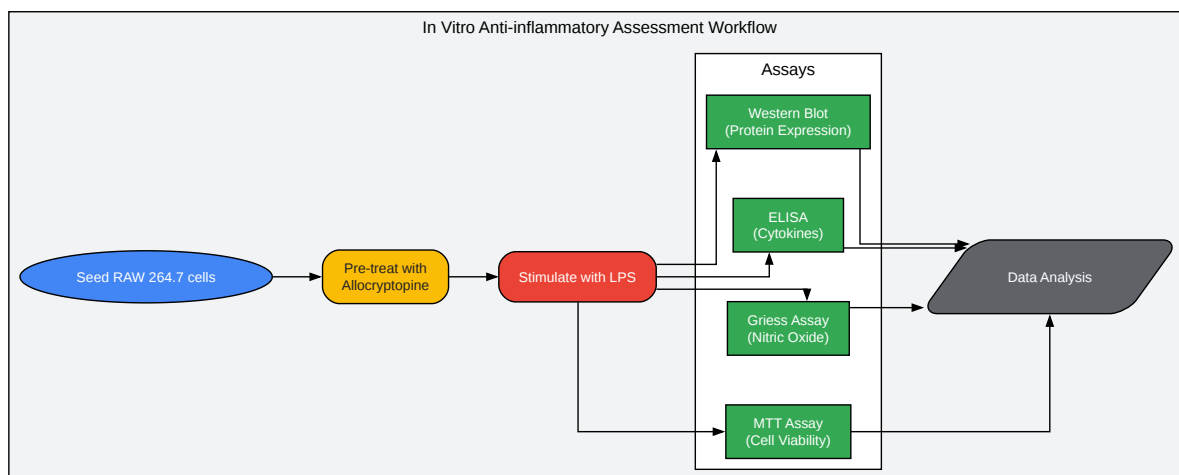 In Vitro Anti-inflammatory Assessment Workflow
Assays
Western Blot
(Protein Expression)
ELISA
(Cytokines)
Seed RAW 264.7 cells
Pre-treat with
Allocryptopine
Stimulate with LPS
Data Analysis
Griess Assay
(Nitric Oxide)
MTT Assay
(Cell Viability)